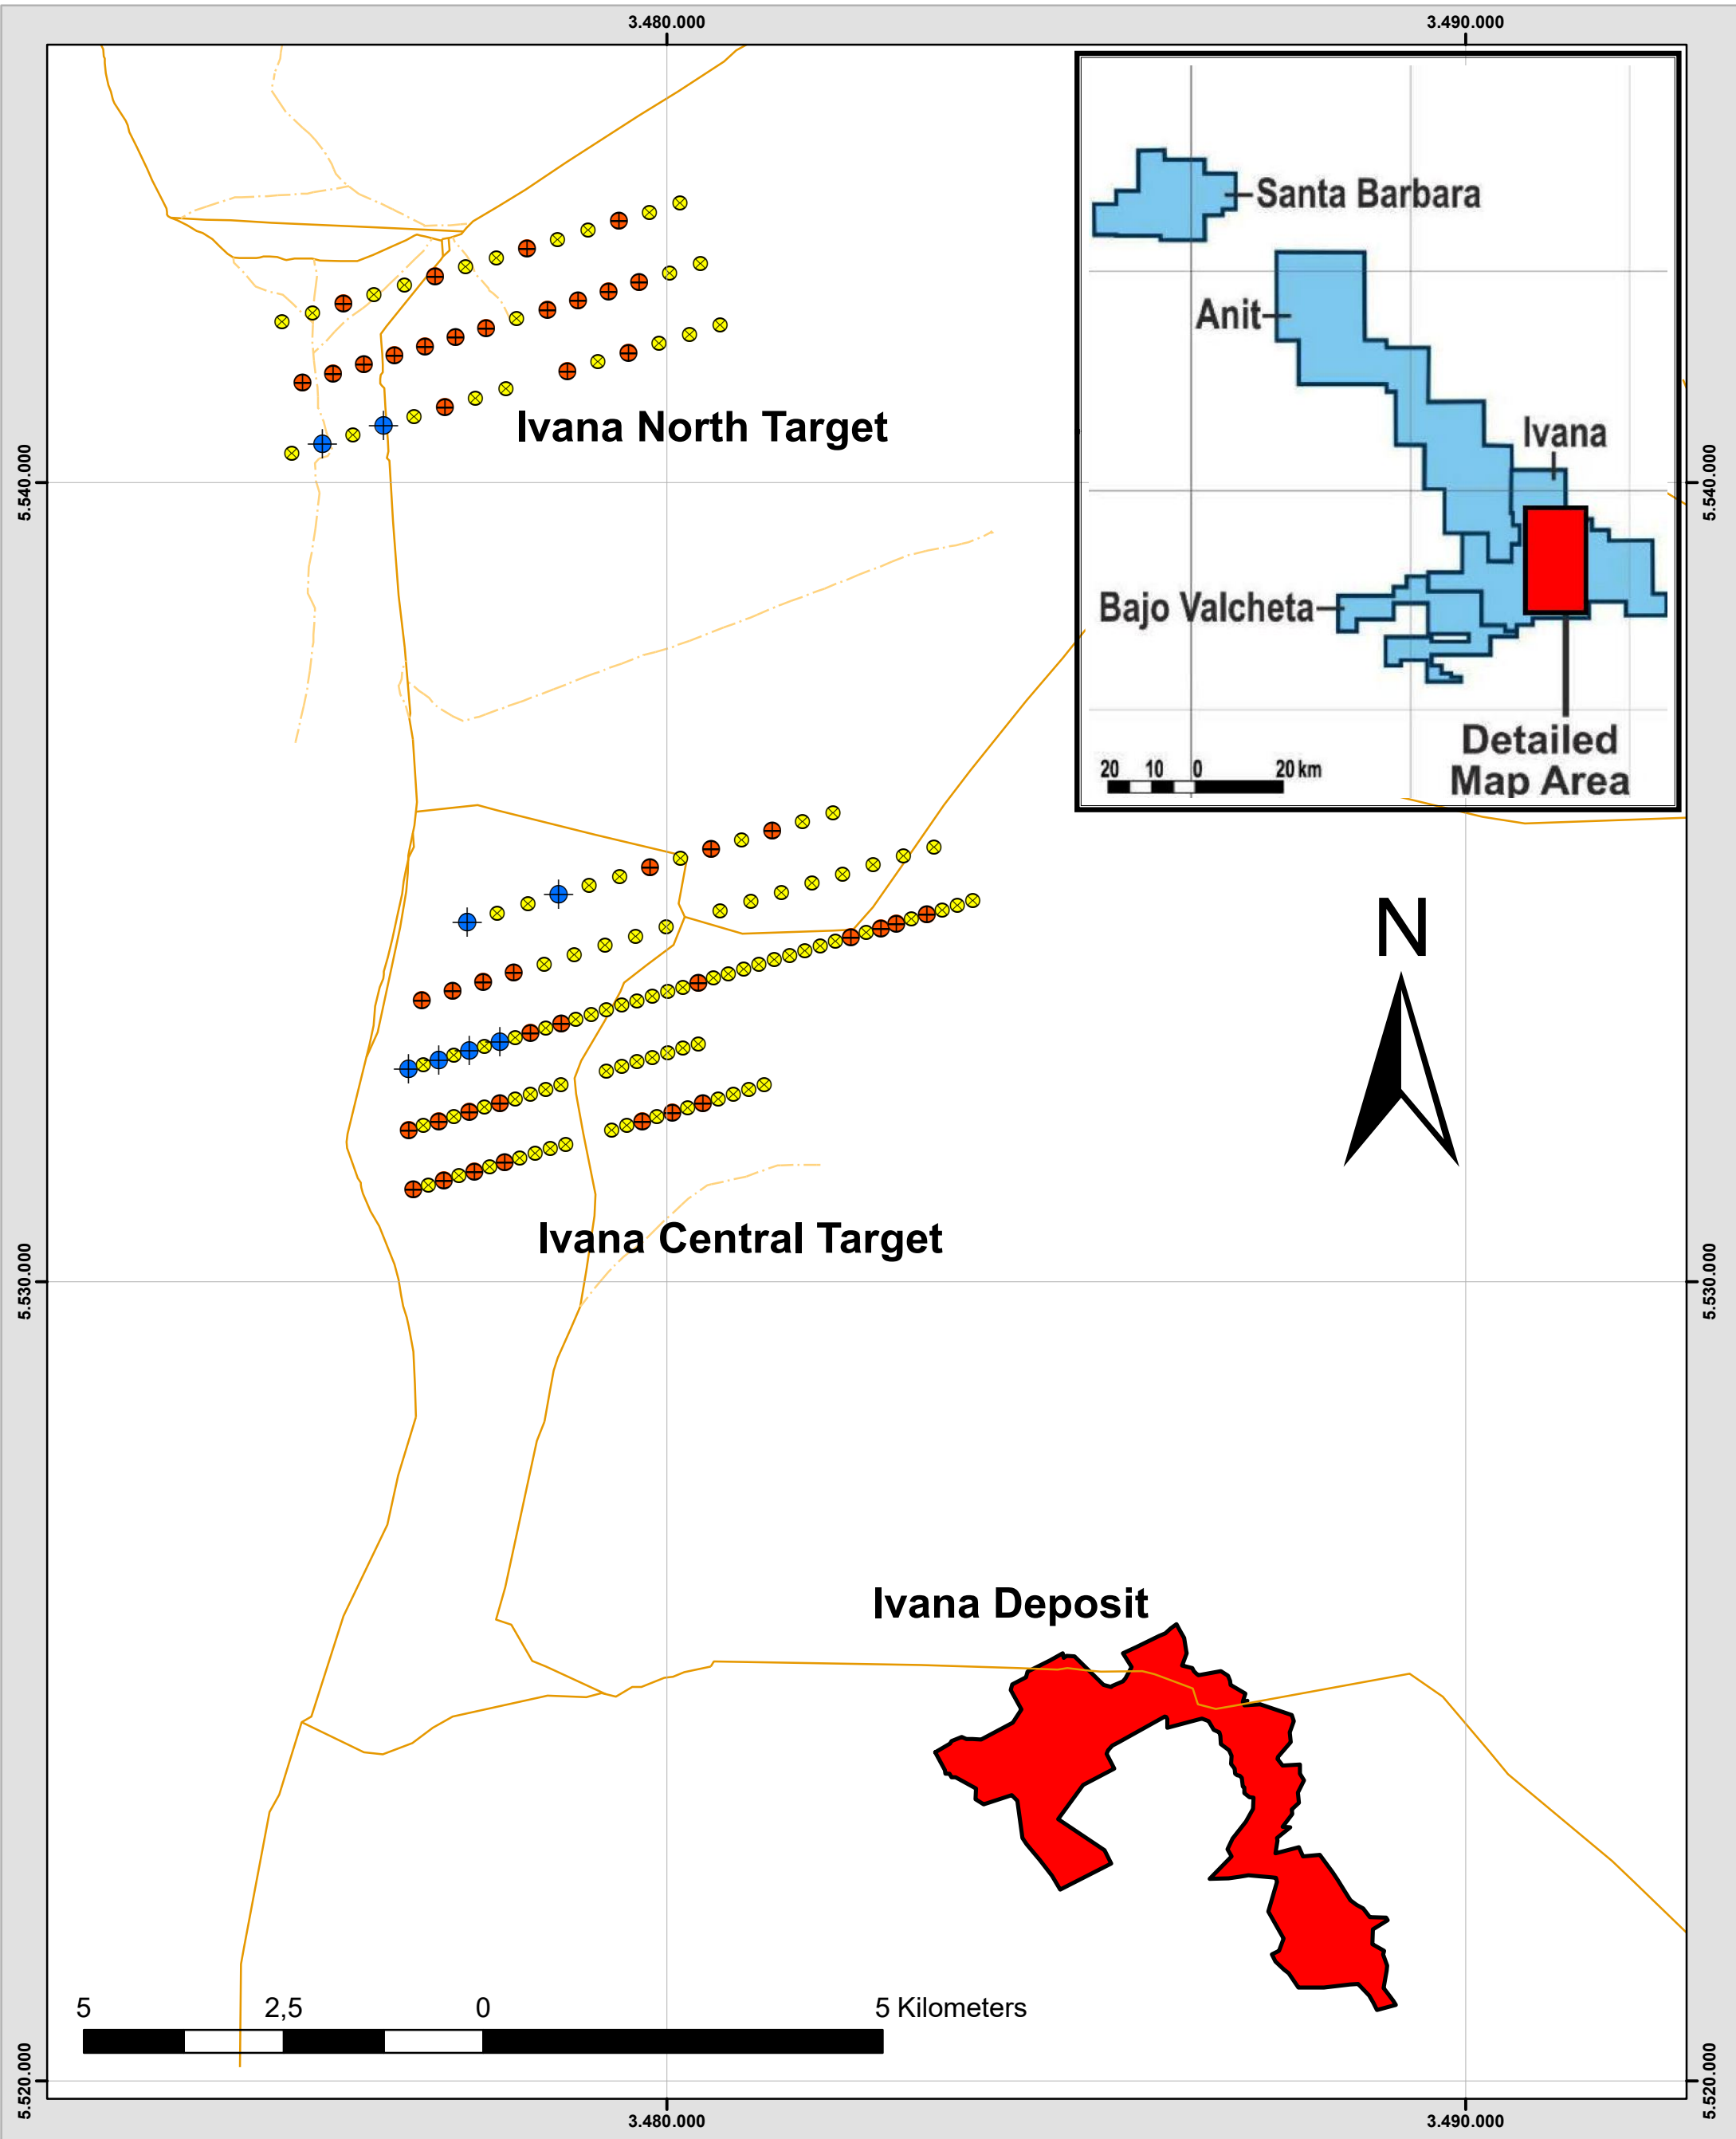 3.480.000
3.490.000
Santa Barbara
Anit
Ivana
Ivana North Target
5.540.000
5.540.000
Bajo Valcheta
Detailed
Map Area
20 10 0 20 km
N
Ivana Central Target
5.530.000
5.530.000
Ivana Deposit
5 2,5 0 5 Kilometers
5.520.000
5.520.000
3.480.000
3.490.000